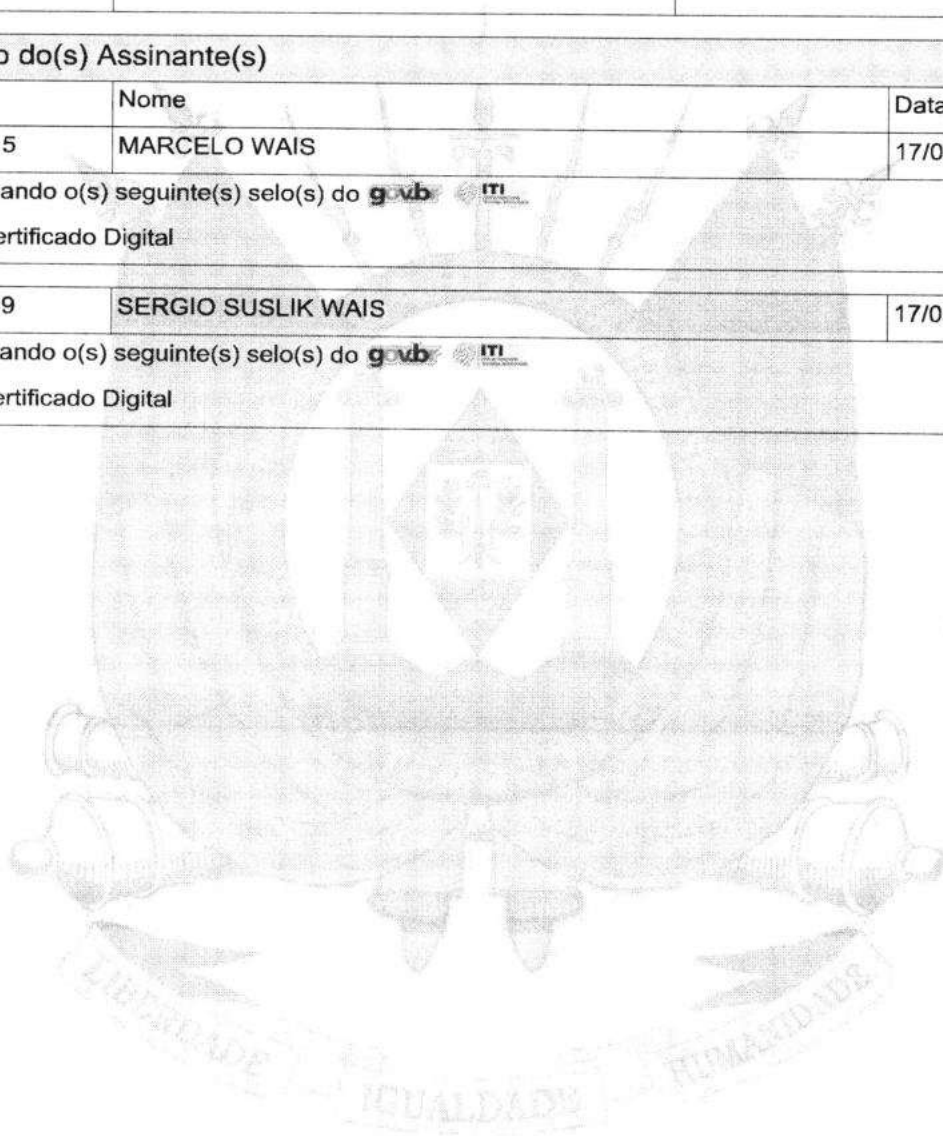 o do(s) Assinante(s)
Nome Data
5 MARCELO WAIS 17/0
ando o(s) seguinte(s) selo(s) do gov.br ITI
ertificado Digital
9 SERGIO SUSLIK WAIS 17/0
ando o(s) seguinte(s) selo(s) do gov.br ITI
ertificado Digital
LIBERDADE IGUALDADE HUMANIDADE